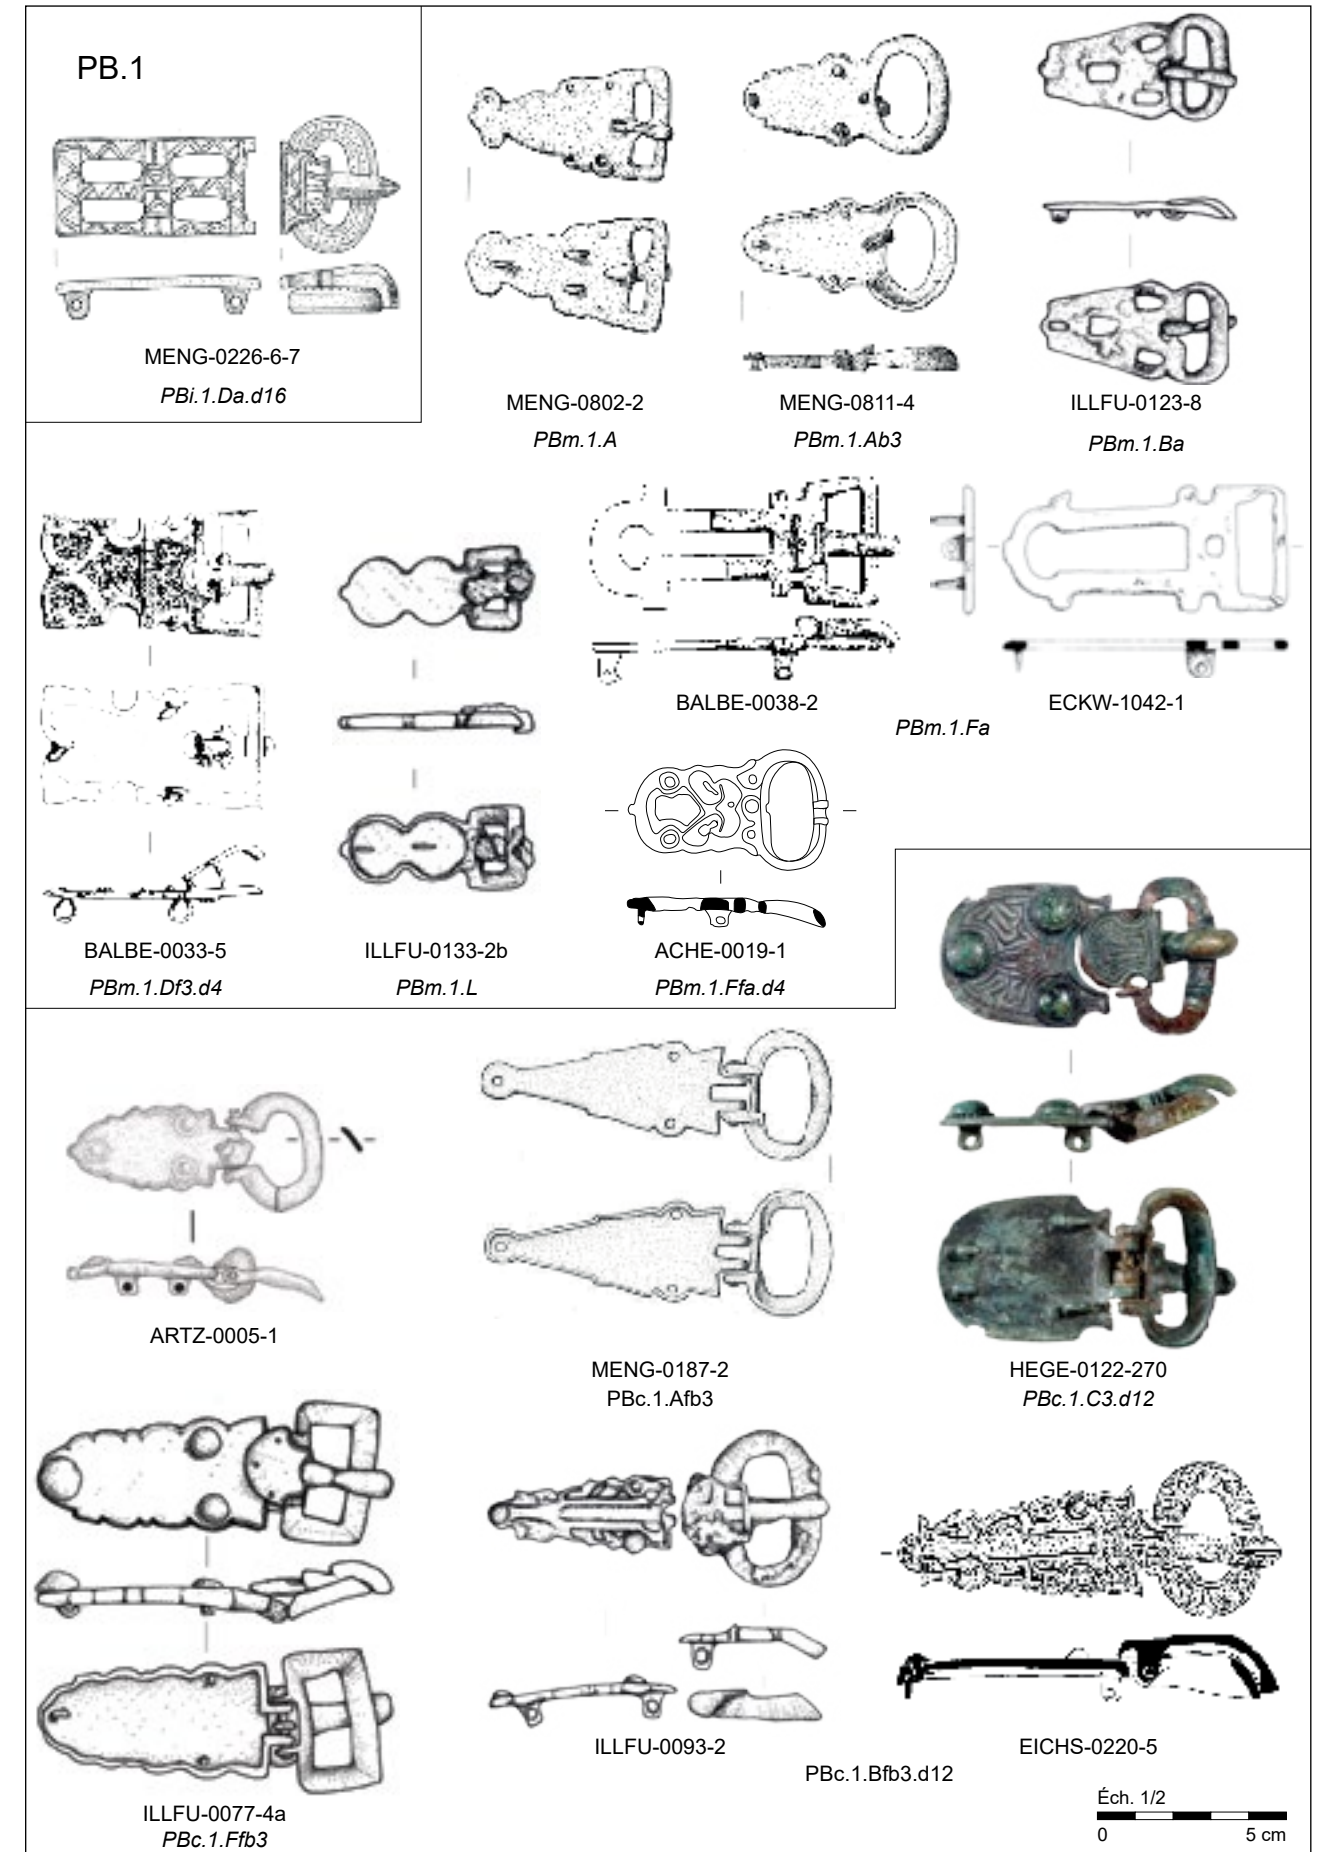 PB.1
MENG-0226-6-7
PBi.1.Da.d16
MENG-0802-2
PBm.1.A
MENG-0811-4
PBm.1.Ab3
ILLFU-0123-8
PBm.1.Ba
BALBE-0033-5
PBm.1.Df3.d4
ILLFU-0133-2b
PBm.1.L
BALBE-0038-2
ECKW-1042-1
PBm.1.Fa
ACHE-0019-1
PBm.1.Ffa.d4
ARTZ-0005-1
MENG-0187-2
PBc.1.Afb3
HEGE-0122-270
PBc.1.C3.d12
ILLFU-0077-4a
PBc.1.Ffb3
ILLFU-0093-2
EICHS-0220-5
PBc.1.Bfb3.d12
Éch. 1/2
0 5 cm